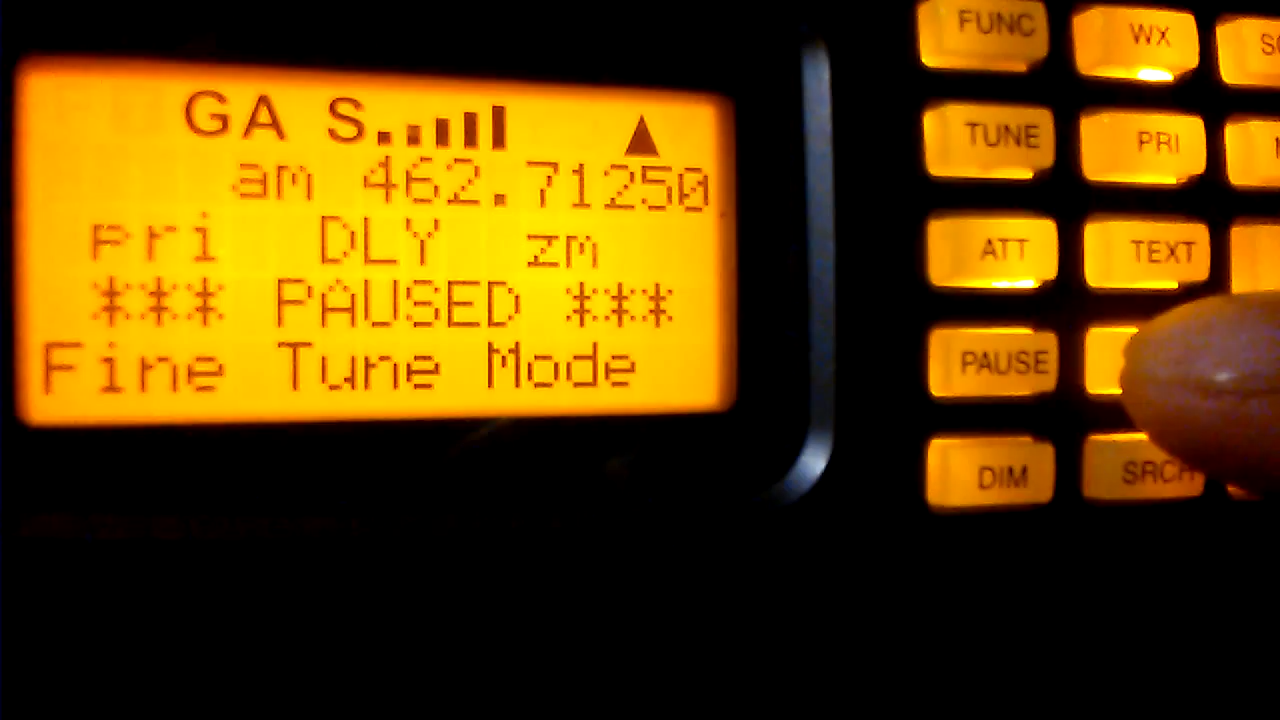 GA S
am 462.71250
pri DLY zm
*** PAUSED ***
Fine Tune Mode
FUNC WX
TUNE PRI
ATT TEXT
PAUSE
DIM SRCH